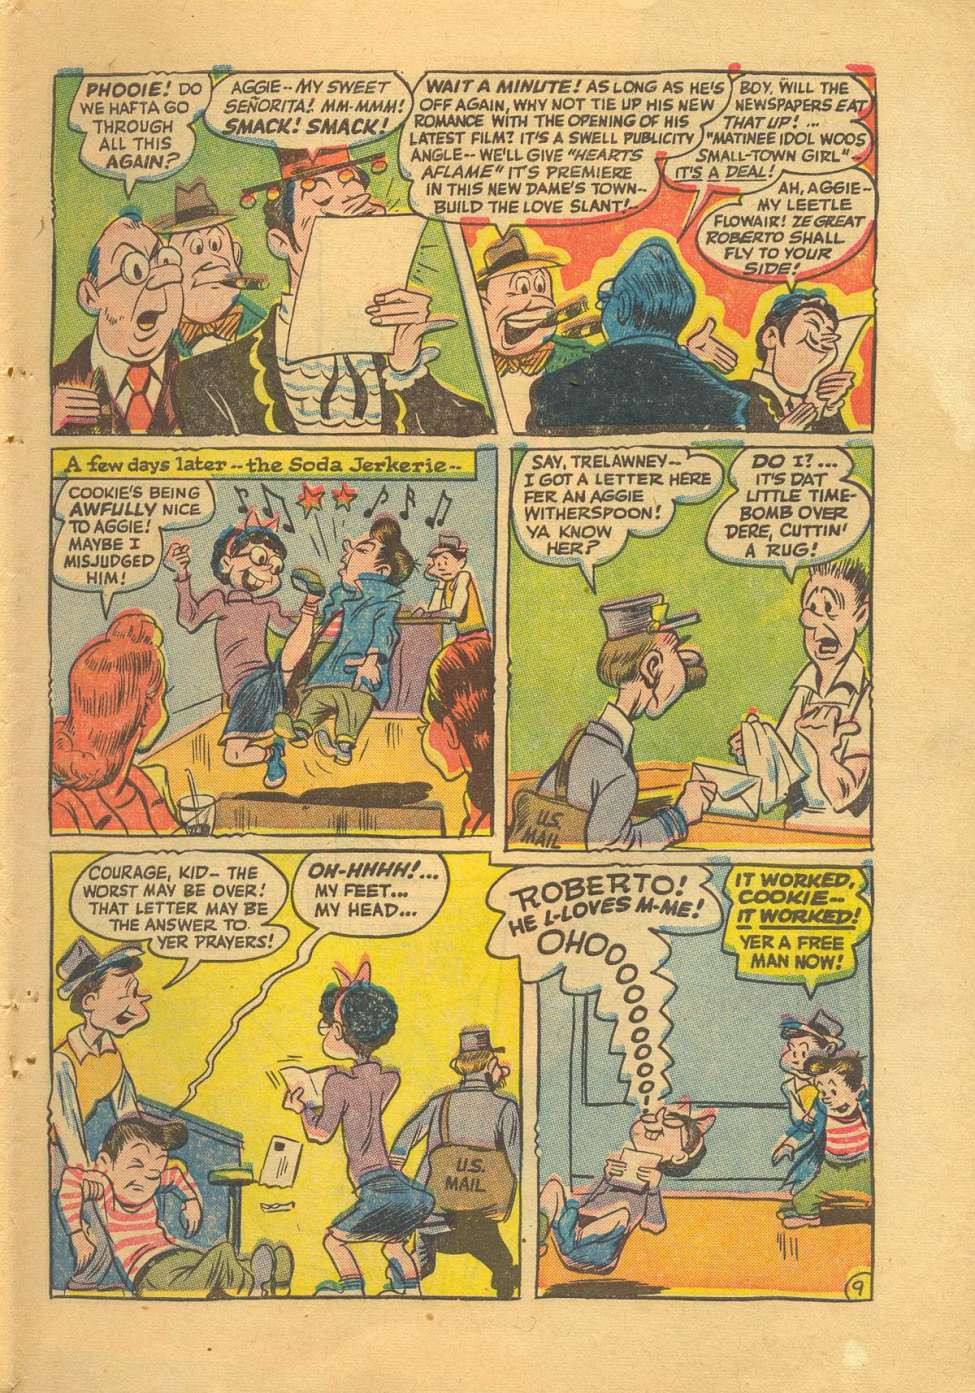 PHOOIE! DO
WE HAFTA GO
THROUGH
ALL THIS
AGAIN?
AGGIE--MY SWEET
SEÑORITA! MM-MMM!
SMACK! SMACK!
WAIT A MINUTE! AS LONG AS HE'S
OFF AGAIN, WHY NOT TIE UP HIS NEW
ROMANCE WITH THE OPENING OF HIS
LATEST FILM? IT'S A SWELL PUBLICITY
ANGLE--WE'LL GIVE "HEARTS
AFLAME" IT'S PREMIERE
IN THIS NEW DAME'S TOWN--
BUILD THE LOVE SLANT!--
BOY, WILL THE
NEWSPAPERS EAT
THAT UP!...
"MATINEE IDOL WOOS
SMALL-TOWN GIRL"--
IT'S A DEAL!
AH, AGGIE--
MY LEETLE
FLOWAIR! ZE GREAT
ROBERTO SHALL
FLY TO YOUR
SIDE!
A few days later--the Soda Jerkerie--
COOKIE'S BEING
AWFULLY NICE
TO AGGIE!
MAYBE I
MISJUDGED
HIM!
SAY, TRELAWNEY--
I GOT A LETTER HERE
FER AN AGGIE
WITHERSPOON!
YA KNOW
HER?
DO I?...
IT'S DAT
LITTLE TIME-
BOMB OVER
DERE, CUTTIN'
A RUG!
U.S.
MAIL
COURAGE, KID--THE
WORST MAY BE OVER!
THAT LETTER MAY BE
THE ANSWER TO
YER PRAYERS!
OH-HHHH!...
MY FEET...
MY HEAD...
U.S.
MAIL
ROBERTO!
HE L-LOVES M-ME!
OHOOOOOOOOOOO!
IT WORKED,
COOKIE--
IT WORKED!
YER A FREE
MAN NOW!
9